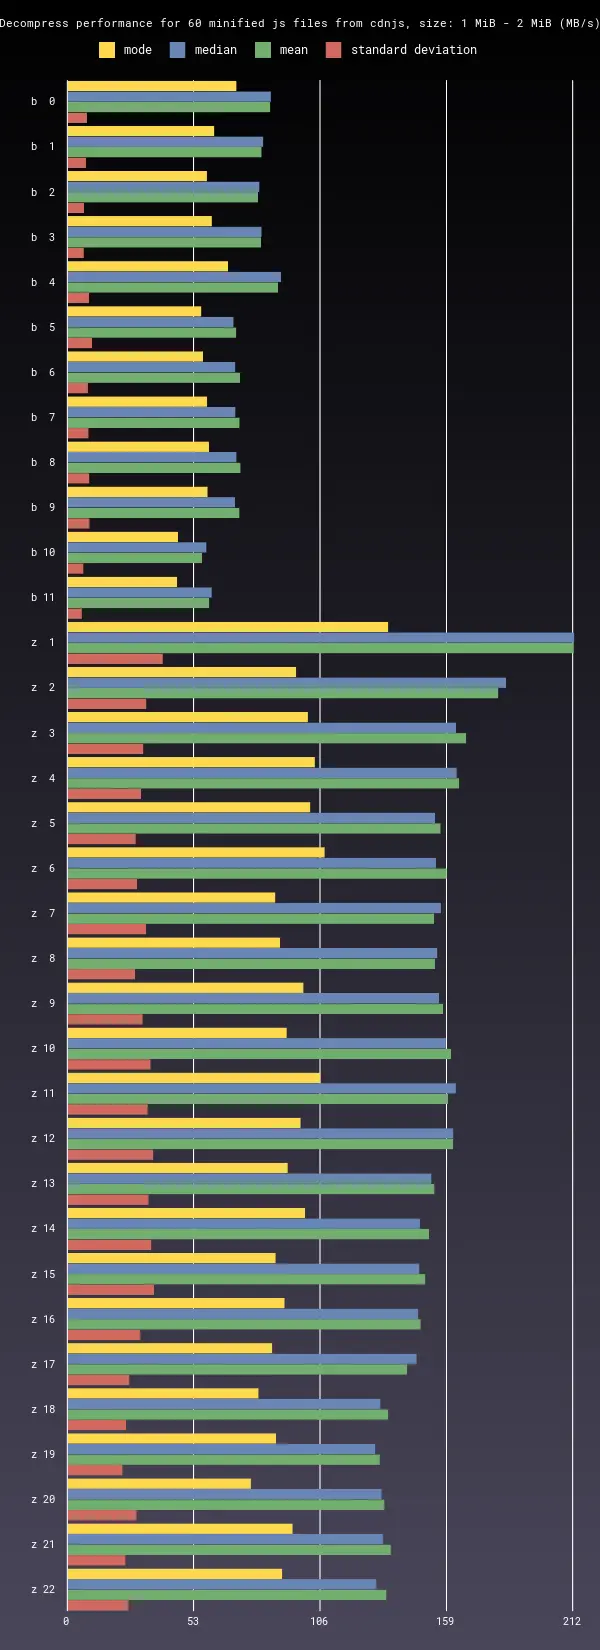 Decompress performance for 60 minified js files from cdnjs, size: 1 MiB - 2 MiB (MB/s)
mode median mean standard deviation
b 0
b 1
b 2
b 3
b 4
b 5
b 6
b 7
b 8
b 9
b 10
b 11
z 1
z 2
z 3
z 4
z 5
z 6
z 7
z 8
z 9
z 10
z 11
z 12
z 13
z 14
z 15
z 16
z 17
z 18
z 19
z 20
z 21
z 22
0 53 106 159 212